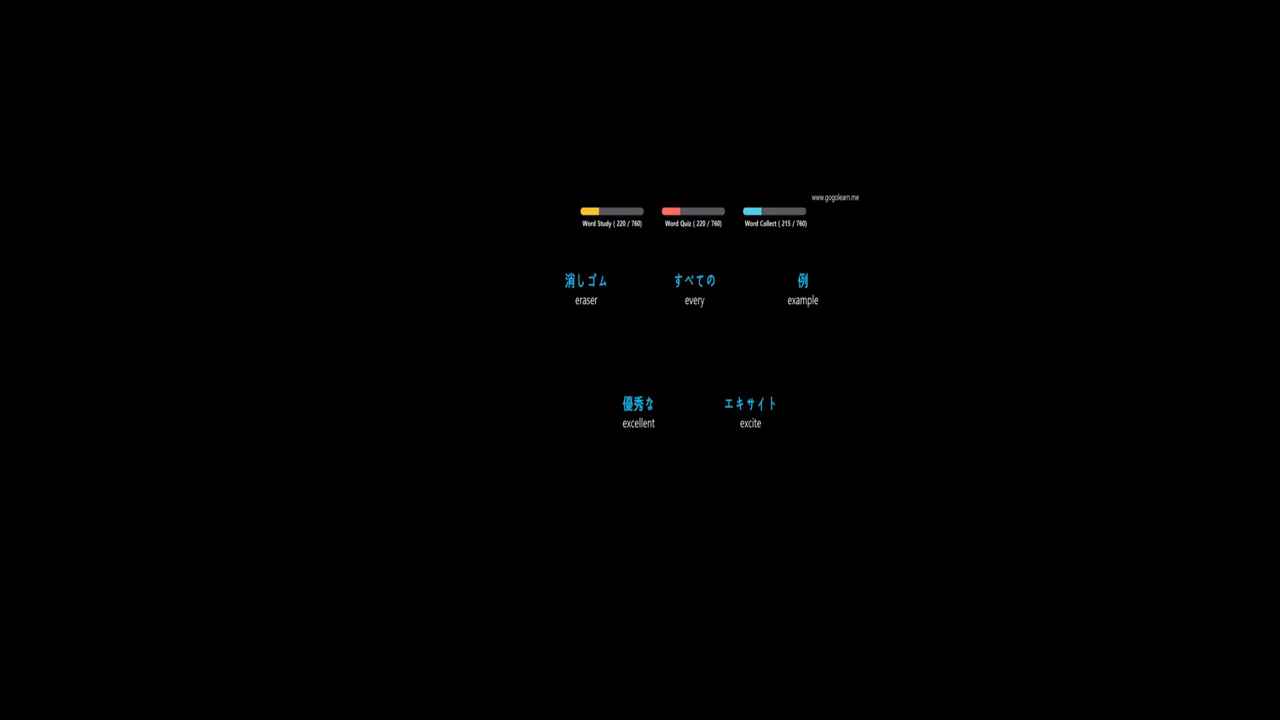 www.gogolearn.me
Word Study ( 220 / 760)
Word Quiz ( 220 / 760)
Word Collect ( 215 / 760)
消しゴム
eraser
すべての
every
例
example
優秀な
excellent
エキサイト
excite